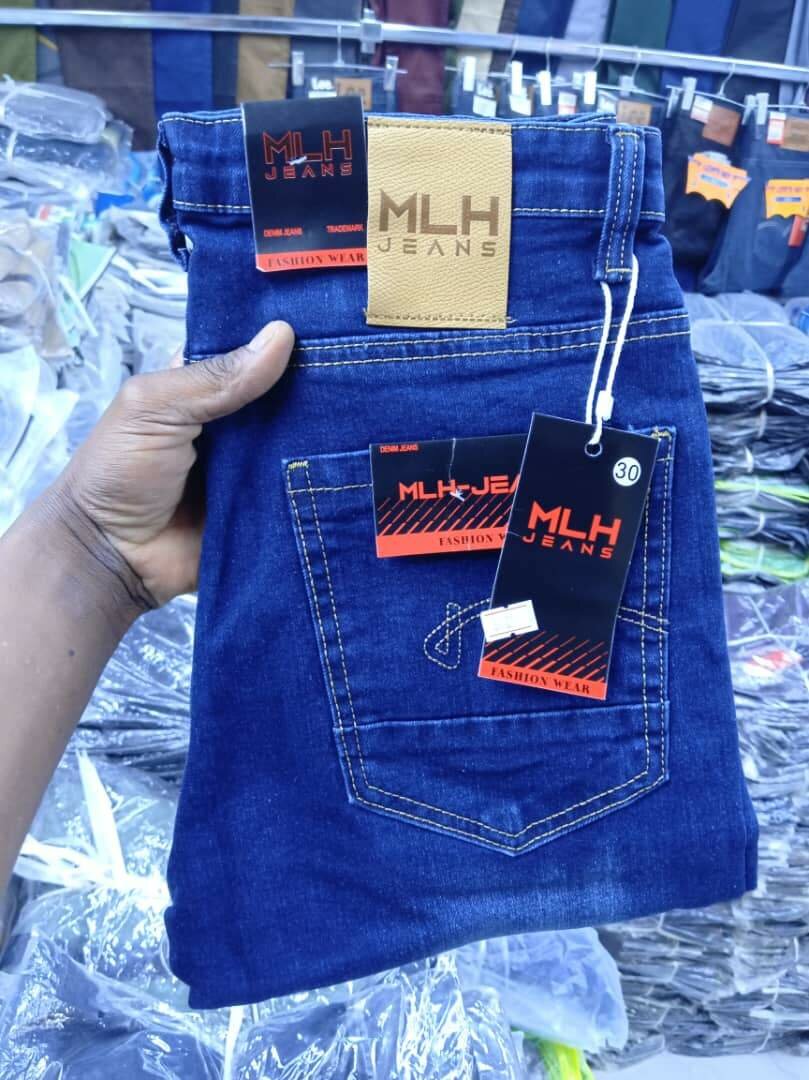 MLH
JEANS
DENIM JEANS TRADEMARK
FASHION WEAR
MLH
JEANS
DENIM JEANS
MLH-JEA
FASHION W
30
MLH
JEANS
FASHION WEAR
Lee